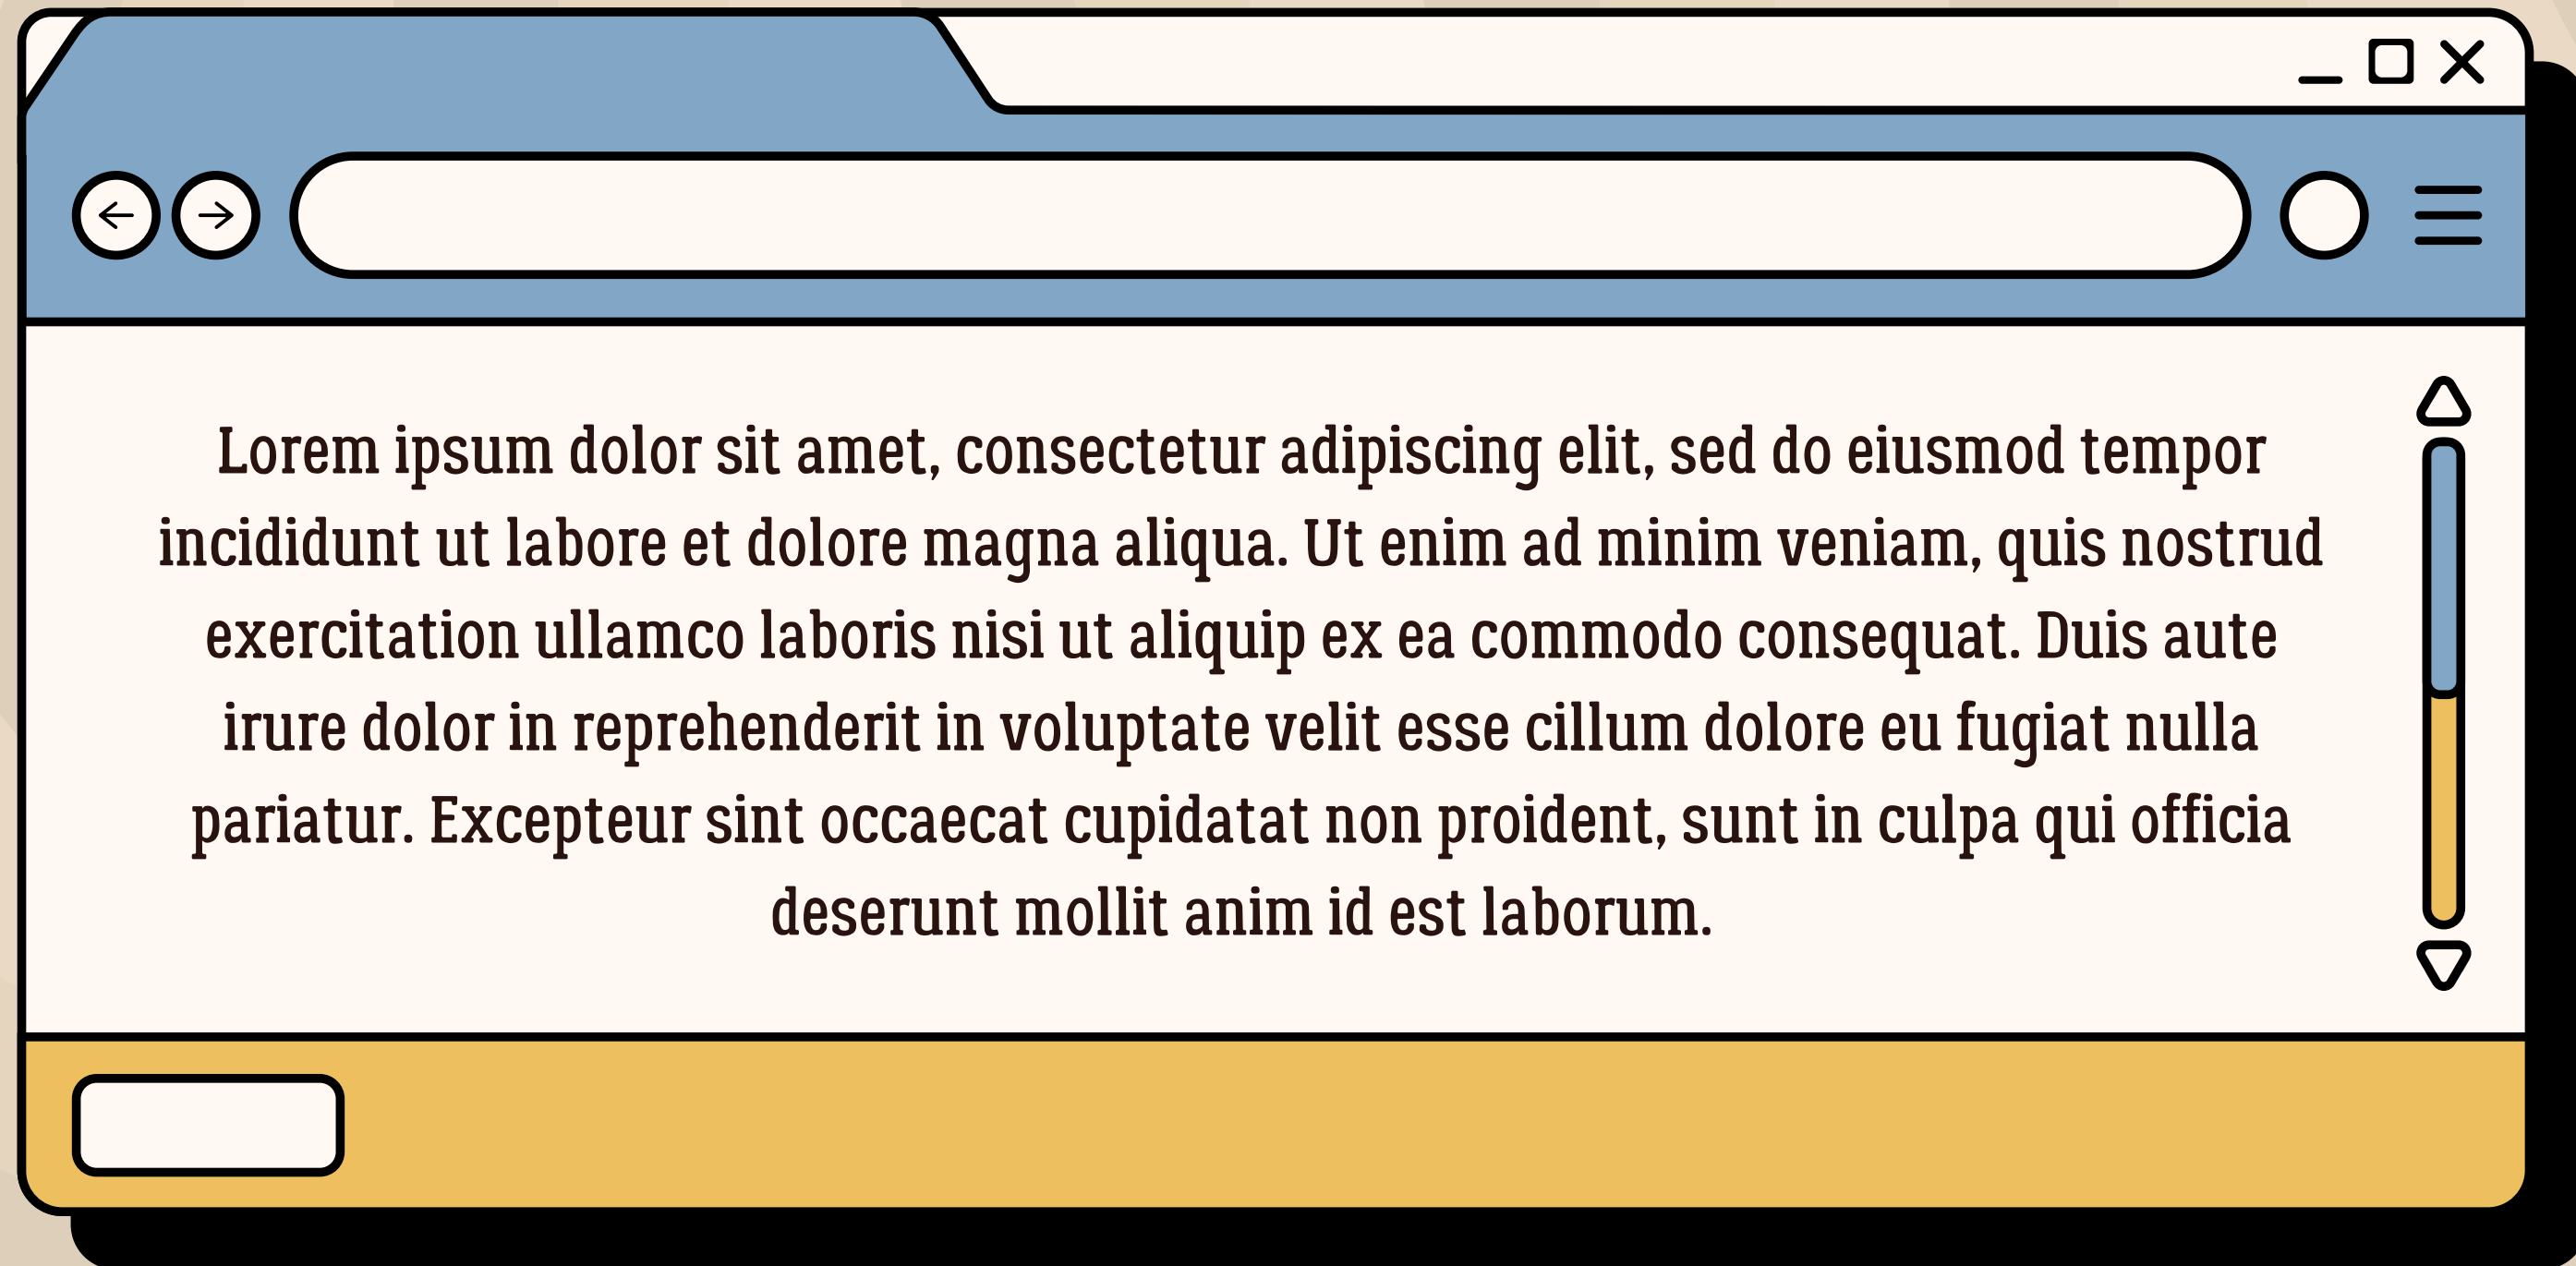 Lorem ipsum dolor sit amet, consectetur adipiscing elit, sed do eiusmod tempor
incididunt ut labore et dolore magna aliqua. Ut enim ad minim veniam, quis nostrud
exercitation ullamco laboris nisi ut aliquip ex ea commodo consequat. Duis aute
irure dolor in reprehenderit in voluptate velit esse cillum dolore eu fugiat nulla
pariatur. Excepteur sint occaecat cupidatat non proident, sunt in culpa qui officia
deserunt mollit anim id est laborum.